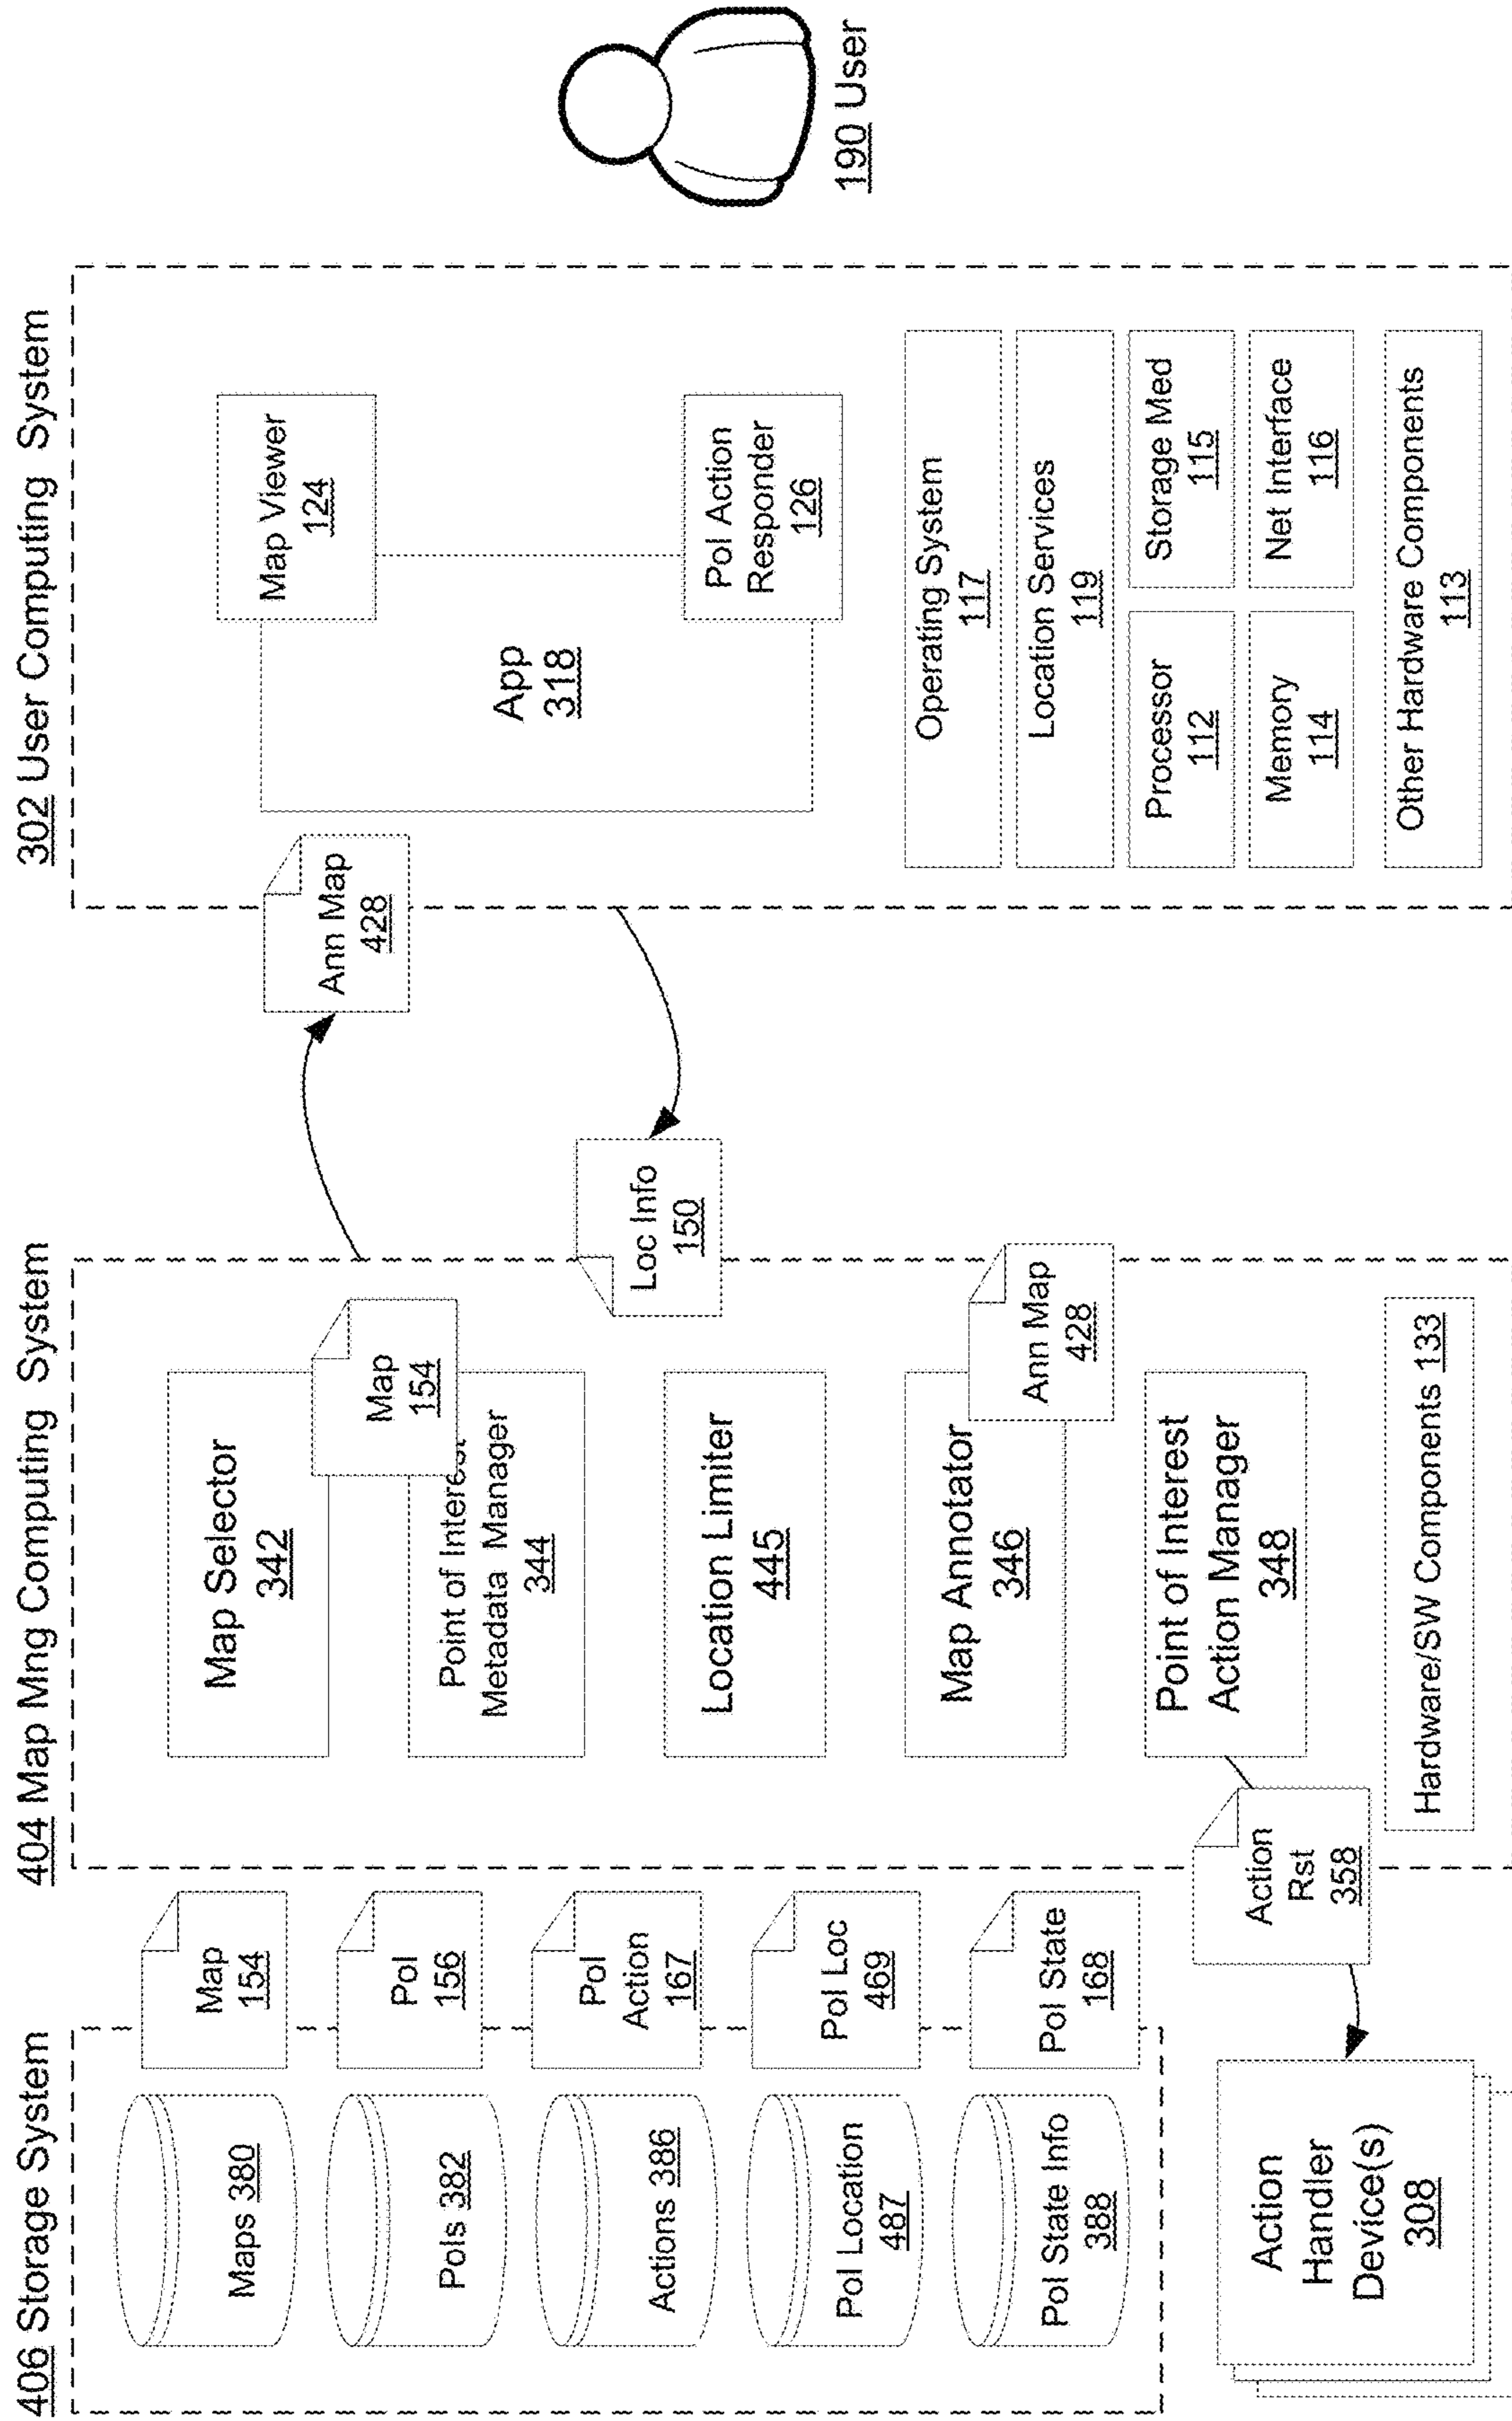 406 Storage System
Maps 380
Map
154
PoIs 382
PoI
156
Actions 386
PoI
Action
167
PoI Location
487
PoI Loc
469
PoI State Info
388
PoI State
168
Action
Handler
Device(s)
308
Action
Rst
358
404 Map Mng Computing System
Map Selector
342
Map
154
Point of Interest
Metadata Manager
344
Location Limiter
445
Map Annotator
346
Ann Map
428
Point of Interest
Action Manager
348
Hardware/SW Components 133
Loc Info
150
Ann Map
428
302 User Computing System
Map Viewer
124
App
318
PoI Action
Responder
126
Operating System
117
Location Services
119
Processor
112
Storage Med
115
Memory
114
Net Interface
116
Other Hardware Components
113
190 User